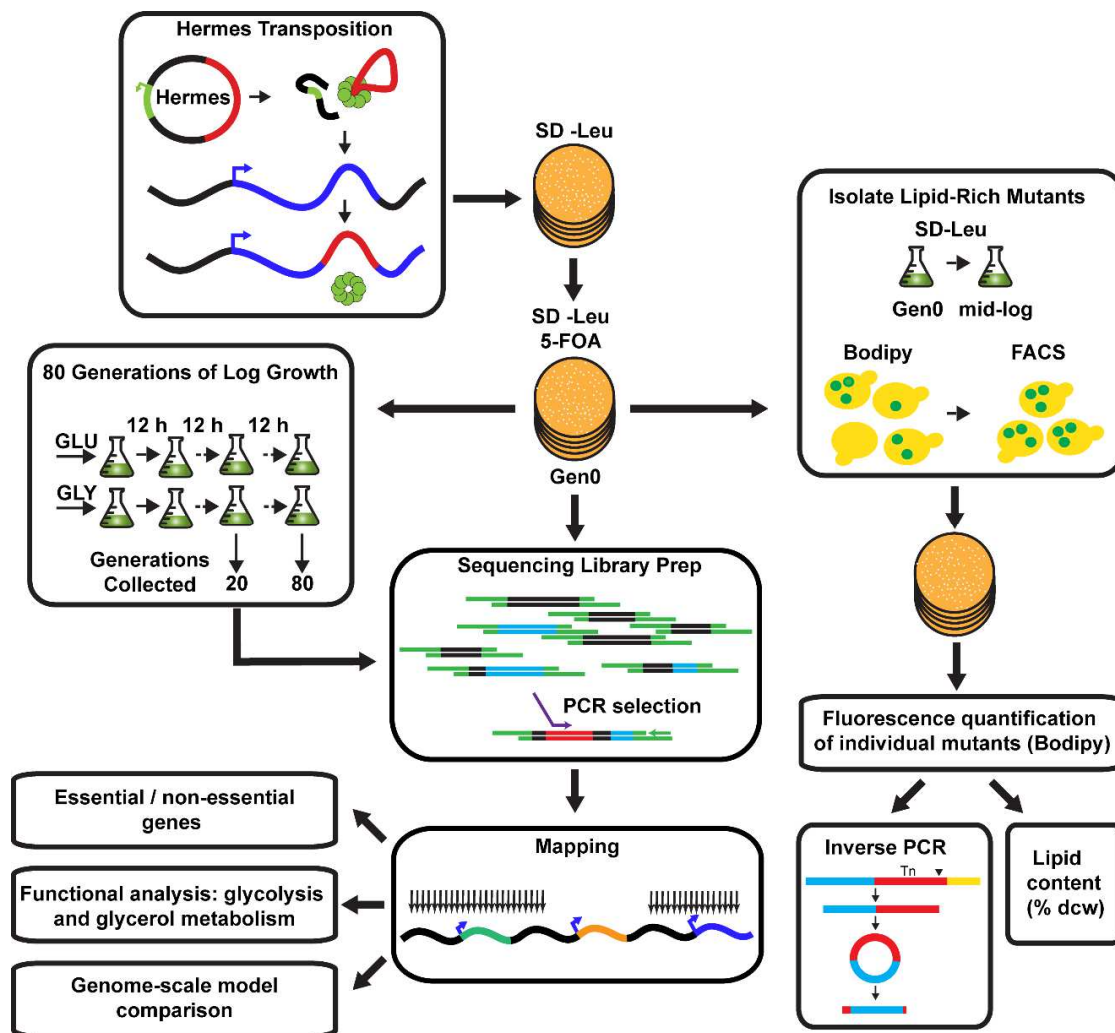 Hermes Transposition
Hermes
SD -Leu
SD -Leu
5-FOA
Gen0
80 Generations of Log Growth
12 h 12 h 12 h
GLU
GLY
Generations
Collected 20 80
Isolate Lipid-Rich Mutants
SD-Leu
Gen0 mid-log
Bodipy FACS
Sequencing Library Prep
PCR selection
Fluorescence quantification
of individual mutants (Bodipy)
Mapping
Essential / non-essential
genes
Functional analysis: glycolysis
and glycerol metabolism
Genome-scale model
comparison
Inverse PCR
Tn
Lipid
content
(% dcw)